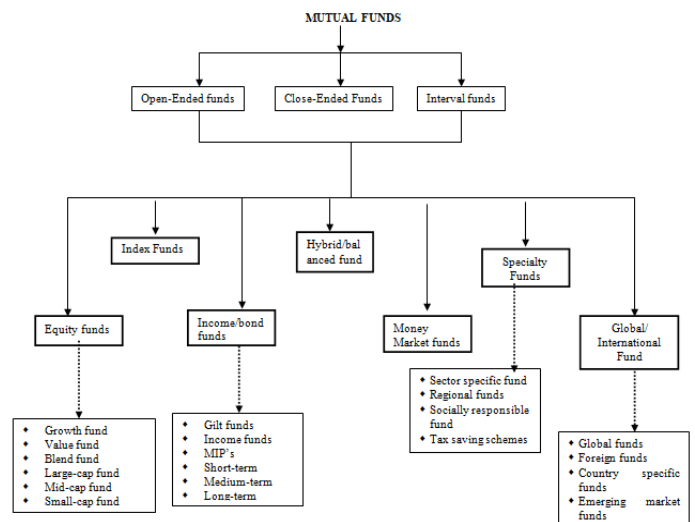 MUTUAL FUNDS
Open-Ended funds
Close-Ended Funds
Interval funds
Index Funds
Hybrid/bal
anced fund
Specialty
Funds
Equity funds
Income/bond
funds
Money
Market funds
Global/
International
Fund
Growth fund
Value fund
Blend fund
Large-cap fund
Mid-cap fund
Small-cap fund
Gilt funds
Income funds
MIP's
Short-term
Medium-term
Long-term
Sector specific fund
Regional funds
Socially responsible
fund
Tax saving schemes
Global funds
Foreign funds
Country specific
funds
Emerging market
funds